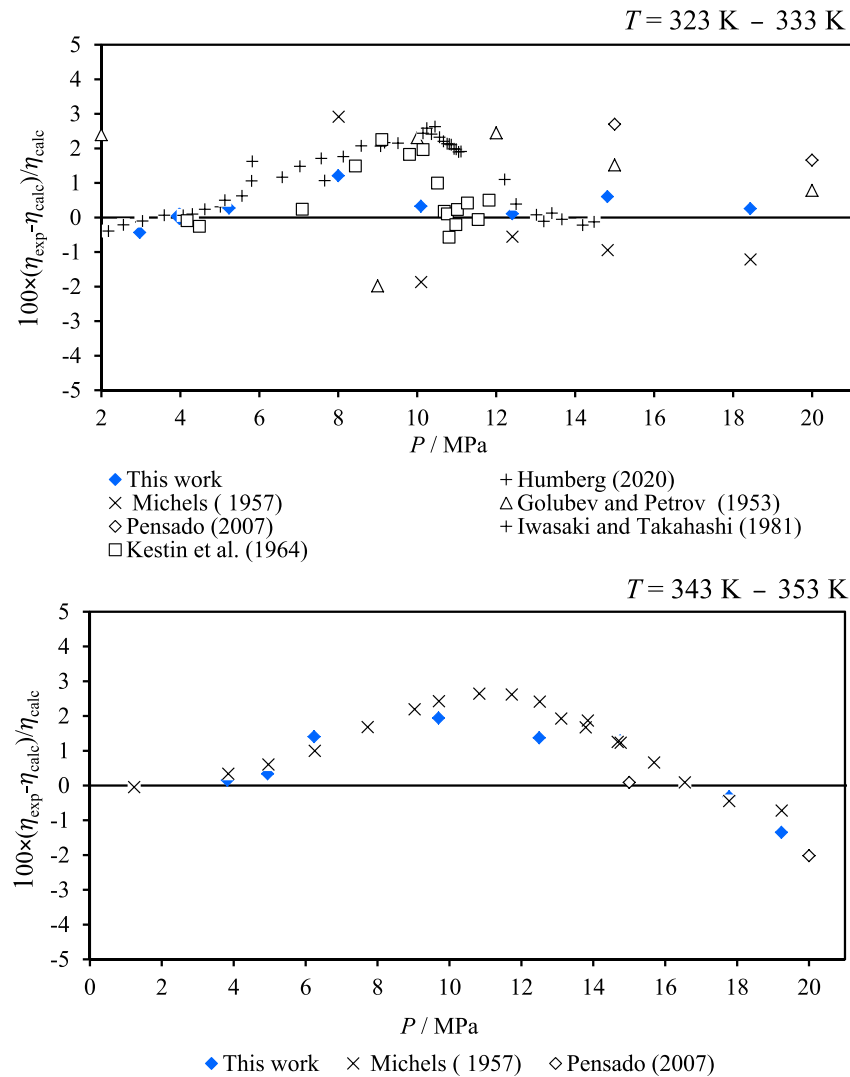 T = 323 K – 333 K
5
4
3
2
1
0
-1
-2
-3
-4
-5
100×(ηexp-ηcalc)/ηcalc
2 4 6 8 10 12 14 16 18 20
P / MPa
This work
Michels ( 1957)
Pensado (2007)
Kestin et al. (1964)
Humberg (2020)
Golubev and Petrov (1953)
Iwasaki and Takahashi (1981)
T = 343 K – 353 K
5
4
3
2
1
0
-1
-2
-3
-4
-5
100×(ηexp-ηcalc)/ηcalc
0 2 4 6 8 10 12 14 16 18 20
P / MPa
This work Michels ( 1957) Pensado (2007)